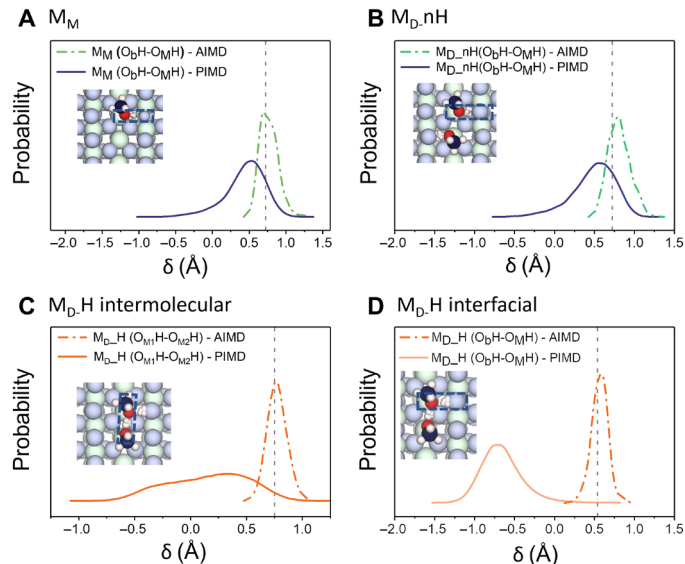 A M_M
M_M (O_bH-O_MH) - AIMD
M_M (O_bH-O_MH) - PIMD
Probability
-2.0 -1.5 -1.0 -0.5 0.0 0.5 1.0 1.5
δ (Å)
B M_D-nH
M_D_nH(O_bH-O_MH) - AIMD
M_D_nH(O_bH-O_MH) - PIMD
Probability
-2.0 -1.5 -1.0 -0.5 0.0 0.5 1.0 1.5
δ (Å)
C M_D-H intermolecular
M_D_H (O_M1H-O_M2H) - AIMD
M_D_H (O_M1H-O_M2H) - PIMD
Probability
-1.0 -0.5 0.0 0.5 1.0
δ (Å)
D M_D-H interfacial
M_D_H (O_bH-O_MH) - AIMD
M_D_H (O_bH-O_MH) - PIMD
Probability
-2.0 -1.5 -1.0 -0.5 0.0 0.5 1.0 1.5
δ (Å)